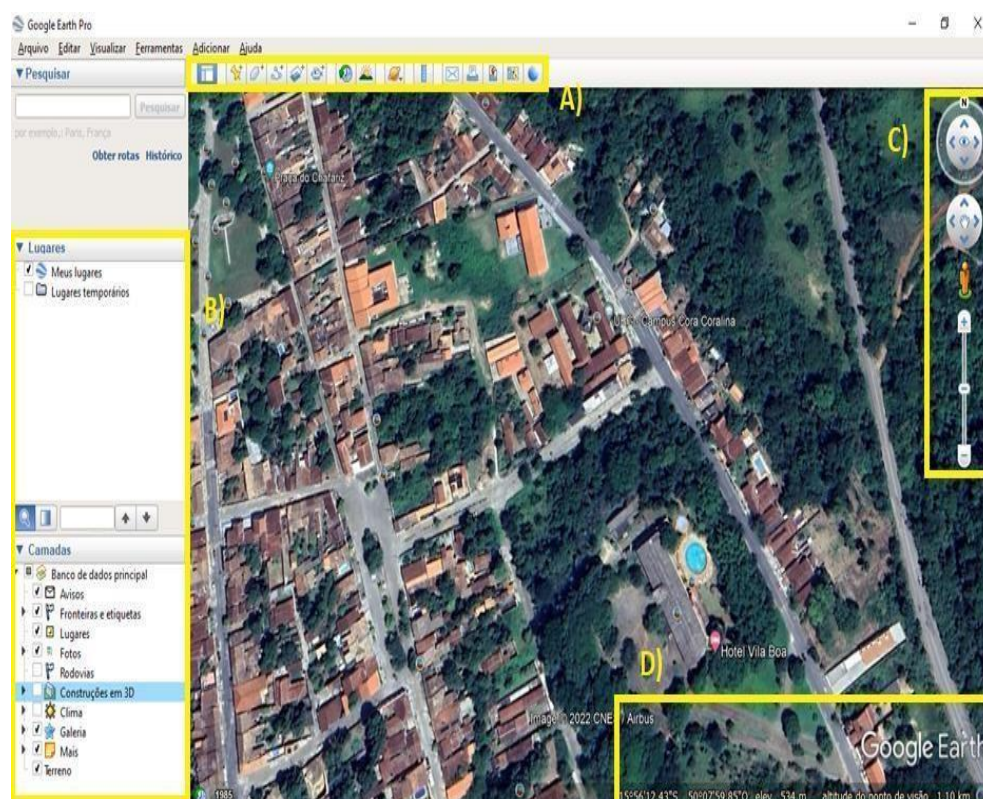 Google Earth Pro
Arquivo Editar Visualizar Ferramentas Adicionar Ajuda
Pesquisar
A)
Pesquisar
por exemplo,: Paris, França
Obter rotas Histórico
N
C)
Praça do Chafariz
Lugares
Meus lugares
Lugares temporários
B)
Campus Cora Coralina
Camadas
Banco de dados principal
Avisos
Fronteiras e etiquetas
Lugares
Fotos
Rodovias
Construções em 3D
Clima
Galeria
Mais
Terreno
Hotel Vila Boa
D)
Image © 2022 CNE / Airbus
Google Earth
1985
15°56'12.43"S 50°07'59.85"O elev 534 m altitude do ponto de visão 1.10 km